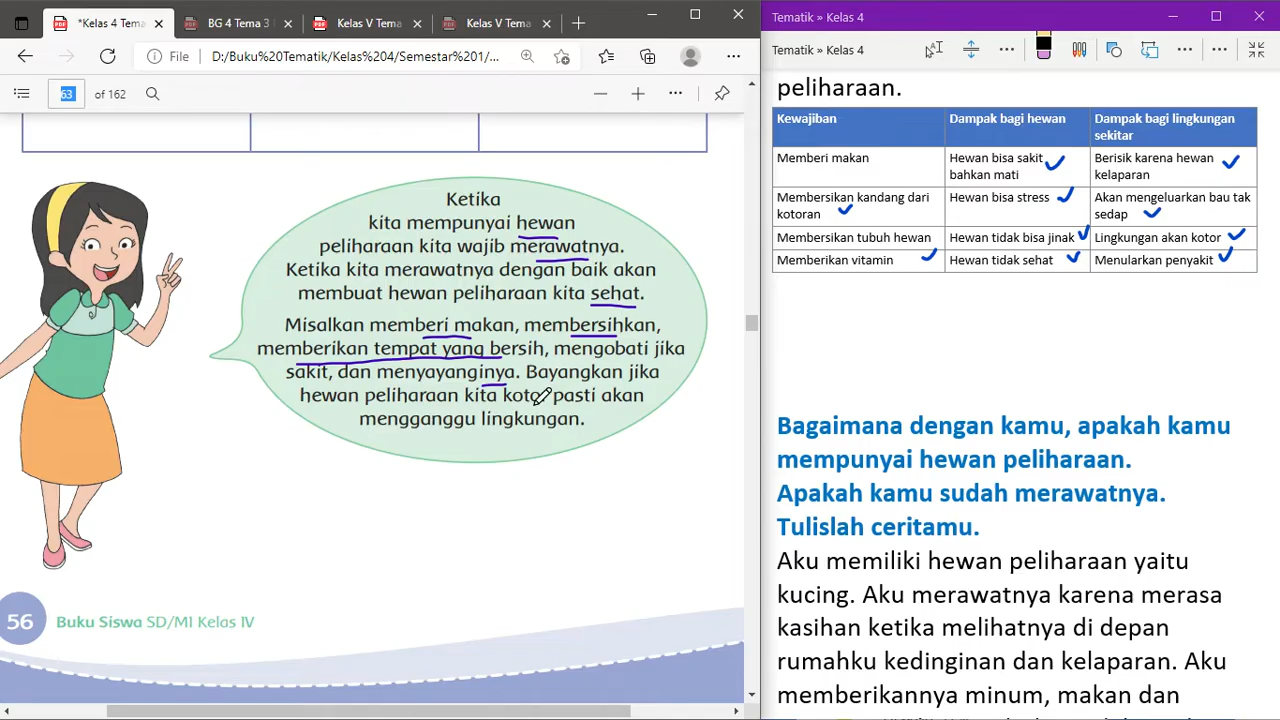 *Kelas 4 Tema
BG 4 Tema 3
Kelas V Tema
Kelas V Tema
File
D:/Buku%20Tematik/Kelas%204/Semestar%201/...
63
of 162
Ketika
kita mempunyai hewan
peliharaan kita wajib merawatnya.
Ketika kita merawatnya dengan baik akan
membuat hewan peliharaan kita sehat.
Misalkan memberi makan, membersihkan,
memberikan tempat yang bersih, mengobati jika
sakit, dan menyayanginya. Bayangkan jika
hewan peliharaan kita pasti akan
mengganggu lingkungan.
56
Buku Siswa SD/MI Kelas IV
Tematik » Kelas 4
Tematik » Kelas 4
peliharaan.
Kewajiban
Dampak bagi hewan
Dampak bagi lingkungan
sekitar
Memberi makan
Hewan bisa sakit
bahkan mati
Berisik karena hewan
kelaparan
Membersikan kandang dari
kotoran
Hewan bisa stress
Akan mengeluarkan bau tak
sedap
Membersikan tubuh hewan
Hewan tidak bisa jinak
Lingkungan akan kotor
Memberikan vitamin
Hewan tidak sehat
Menularkan penyakit
Bagaimana dengan kamu, apakah kamu
mempunyai hewan peliharaan.
Apakah kamu sudah merawatnya.
Tulislah ceritamu.
Aku memiliki hewan peliharaan yaitu
kucing. Aku merawatnya karena merasa
kasihan ketika melihatnya di depan
rumahku kedinginan dan kelaparan. Aku
memberikannya minum, makan dan